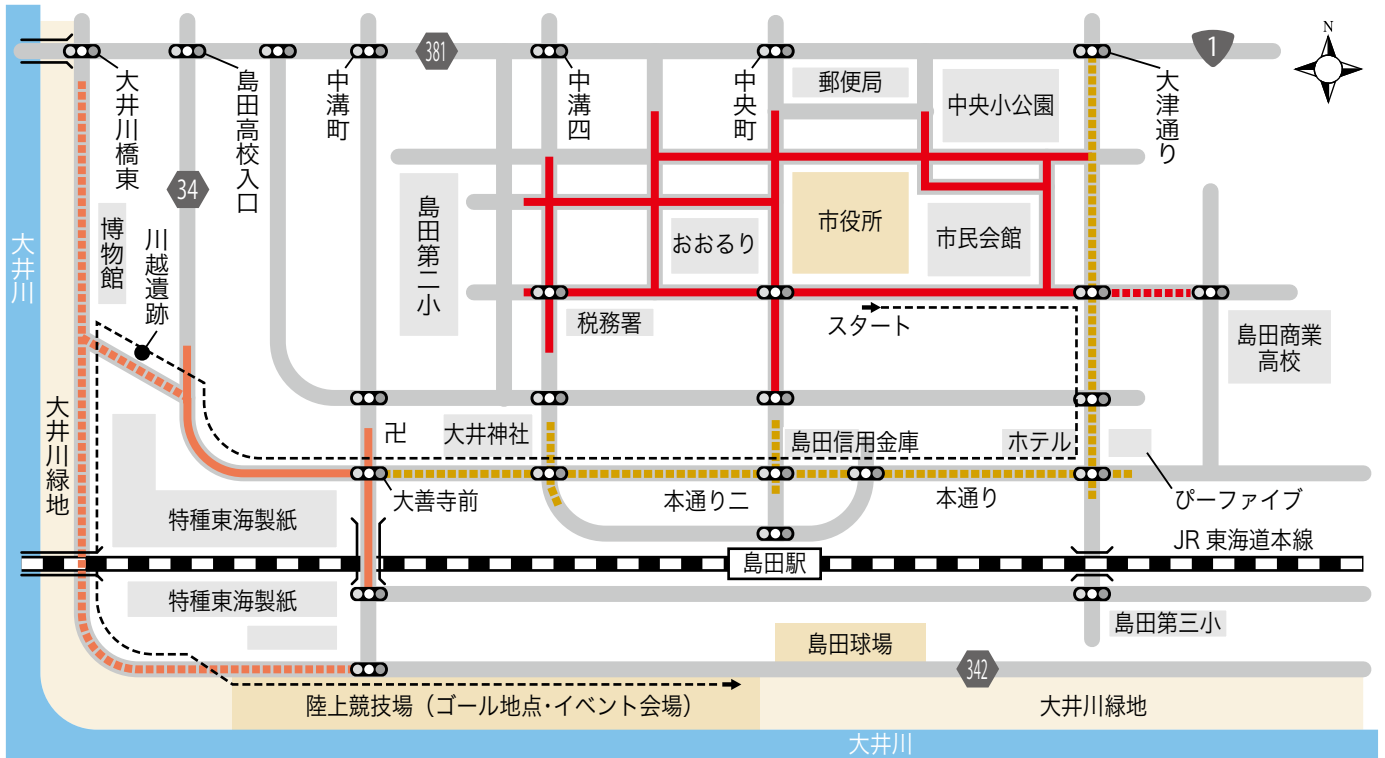 N
381
1
大井川橋東
島田高校入口
中溝町
中溝四
中央町
郵便局
中央小公園
大津通り
34
島田第二小
市役所
博物館
川越遺跡
おおるり
市民会館
大井川
税務署
スタート
島田商業
高校
大井川緑地
卍
大井神社
島田信用金庫
ホテル
大善寺前
本通り二
本通り
ぴーファイブ
特種東海製紙
JR東海道本線
島田駅
特種東海製紙
島田第三小
島田球場
342
陸上競技場（ゴール地点・イベント会場）
大井川緑地
大井川